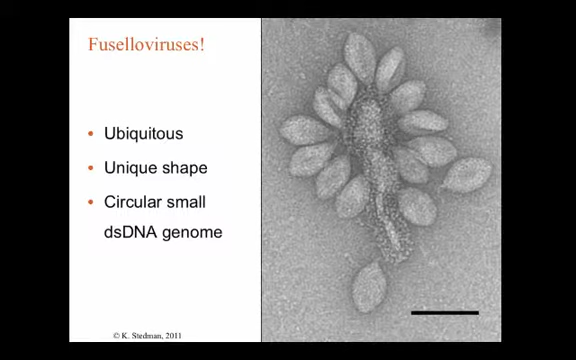 Fuselloviruses!
• Ubiquitous
• Unique shape
• Circular small
dsDNA genome
© K. Stedman, 2011